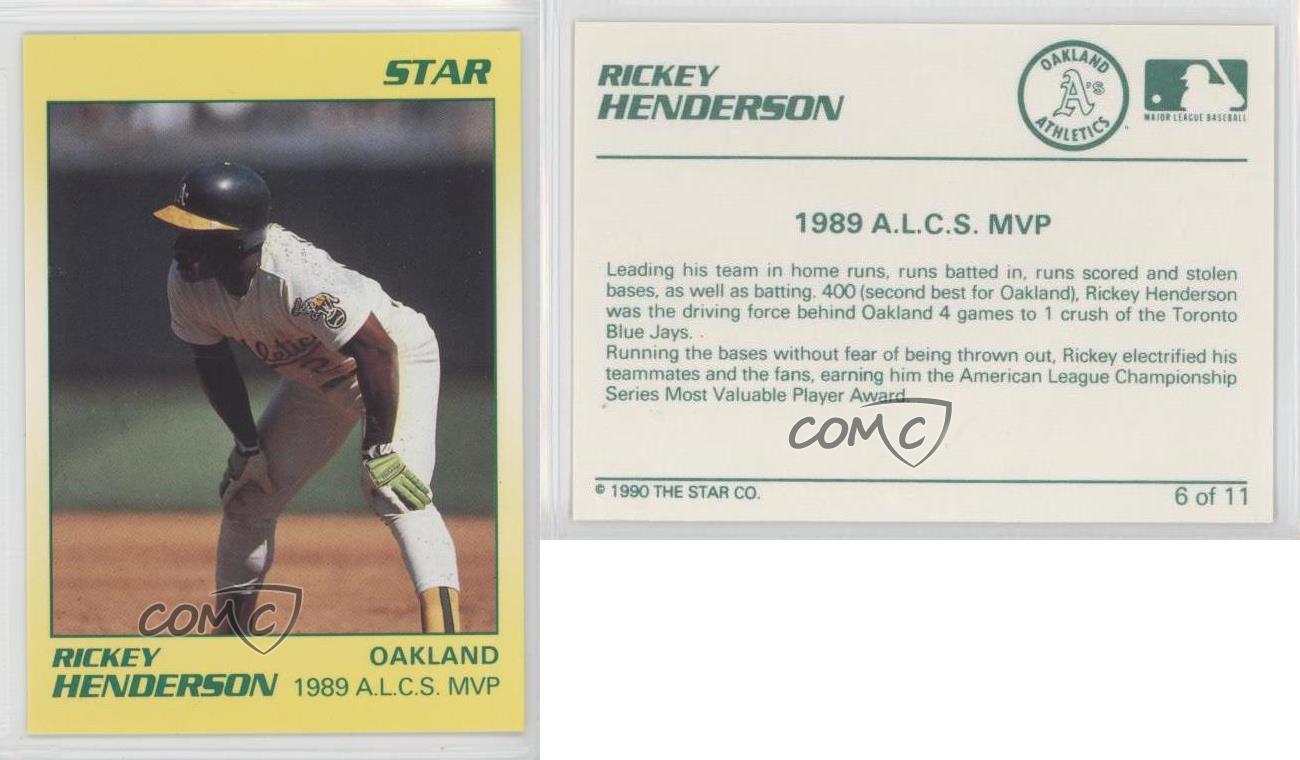 STAR
A's
Athletics
2
COMC
RICKEY
HENDERSON
OAKLAND
1989 A.L.C.S. MVP
RICKEY
HENDERSON
OAKLAND
A's
ATHLETICS
MAJOR LEAGUE BASEBALL
1989 A.L.C.S. MVP
Leading his team in home runs, runs batted in, runs scored and stolen
bases, as well as batting. 400 (second best for Oakland), Rickey Henderson
was the driving force behind Oakland 4 games to 1 crush of the Toronto
Blue Jays.
Running the bases without fear of being thrown out, Rickey electrified his
teammates and the fans, earning him the American League Championship
Series Most Valuable Player Award.
COMC
© 1990 THE STAR CO.
6 of 11